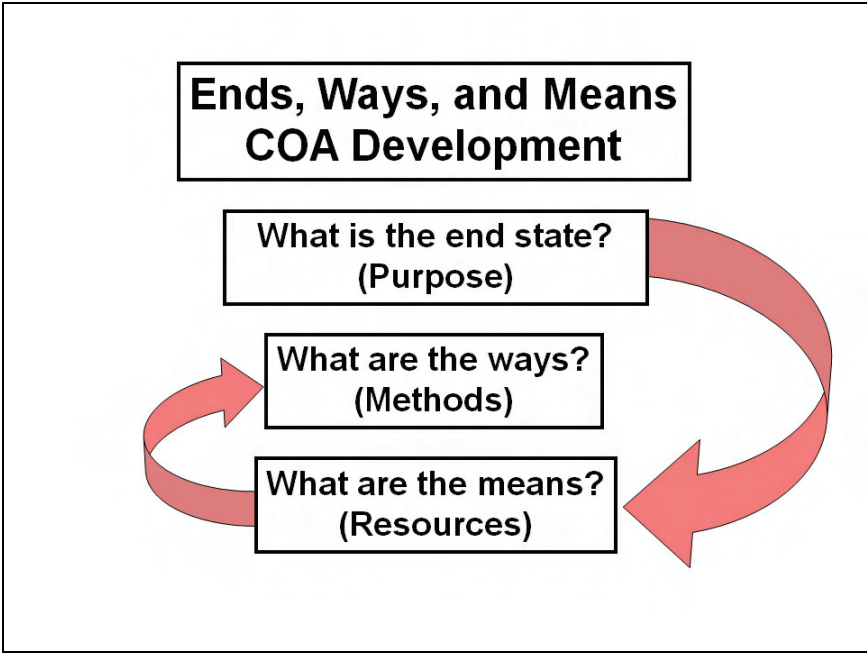 Ends, Ways, and Means
COA Development
What is the end state?
(Purpose)
What are the ways?
(Methods)
What are the means?
(Resources)